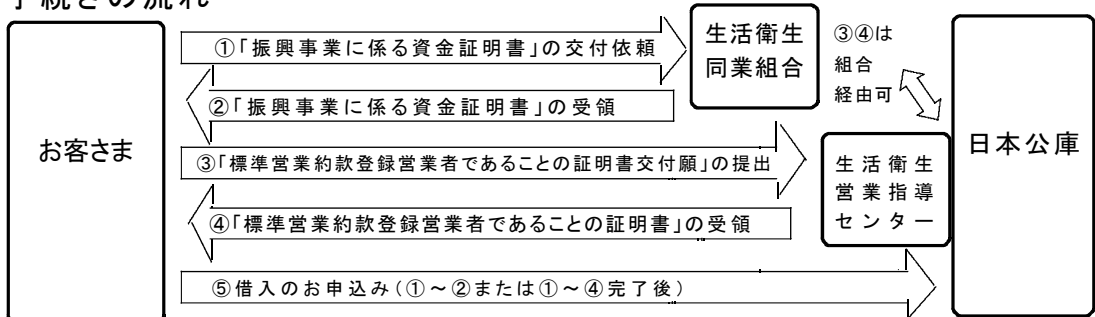 手続きの流れ
お客さま
①「振興事業に係る資金証明書」の交付依頼
②「振興事業に係る資金証明書」の受領
③「標準営業約款登録営業者であることの証明書交付願」の提出
④「標準営業約款登録営業者であることの証明書」の受領
⑤借入のお申込み(①~②または①~④完了後)
生活衛生
同業組合
③④は
組合
経由可
生活衛生
営業指導
センター
日本公庫